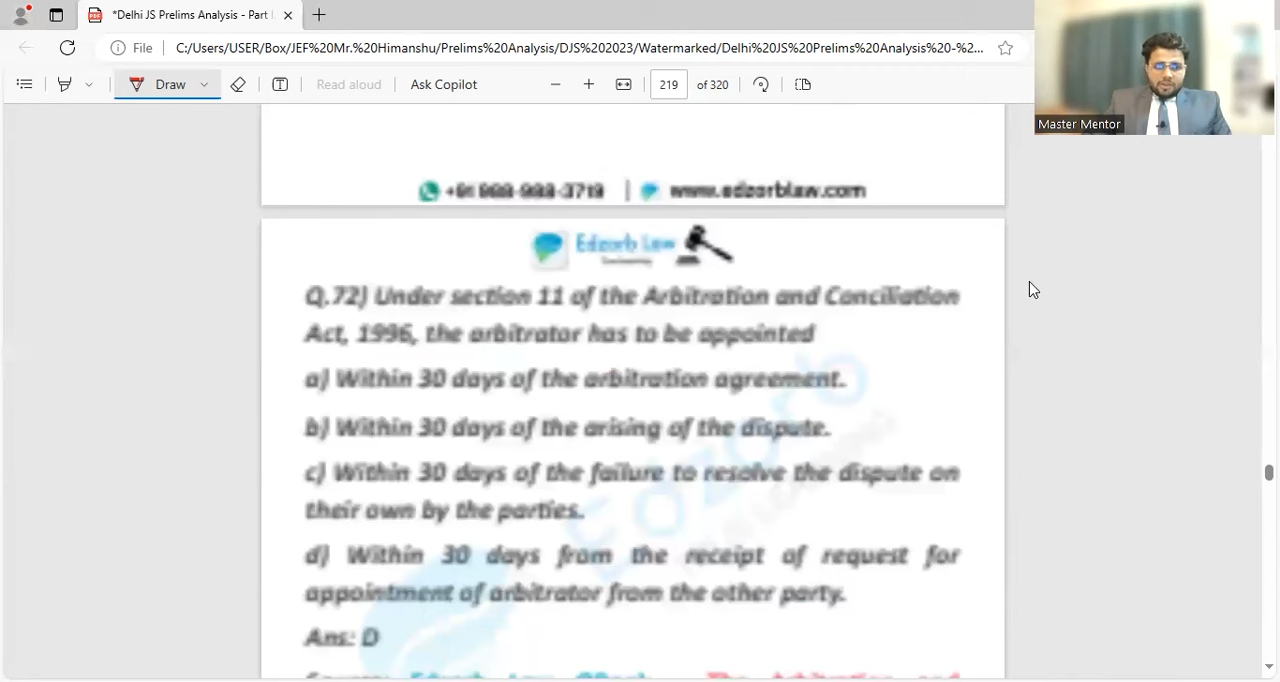 *Delhi JS Prelims Analysis - Part
File C:/Users/USER/Box/JEF%20Mr.%20Himanshu/Prelims%20Analysis/DJS%202023/Watermarked/Delhi%20JS%20Prelims%20Analysis%20-%2...
Draw Read aloud Ask Copilot 219 of 320
Master Mentor
www.edzorblaw.com
Edzorb Law
Q.72) Under section 11 of the Arbitration and Conciliation
Act, 1996, the arbitrator has to be appointed
a) Within 30 days of the arbitration agreement.
b) Within 30 days of the arising of the dispute.
c) Within 30 days of the failure to resolve the dispute on
their own by the parties.
d) Within 30 days from the receipt of request for
appointment of arbitrator from the other party.
Ans: D
Edzorb